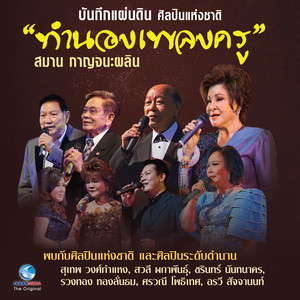 บันทึกแผ่นดิน ศิลปินแห่งชาติ
“ทำนองเพลงครู”
สมาน กาญจนะผลิน
พบกับศิลปินแห่งชาติ และศิลปินระดับตำนาน
สุเทพ วงศ์กำแหง, สวลี ผกาพันธุ์, ชรินทร์ นันทนาคร,
รวงทอง ทองลั่นธม, ศรวณี โพธิเทศ, อรวี สัจจานนท์
The Original